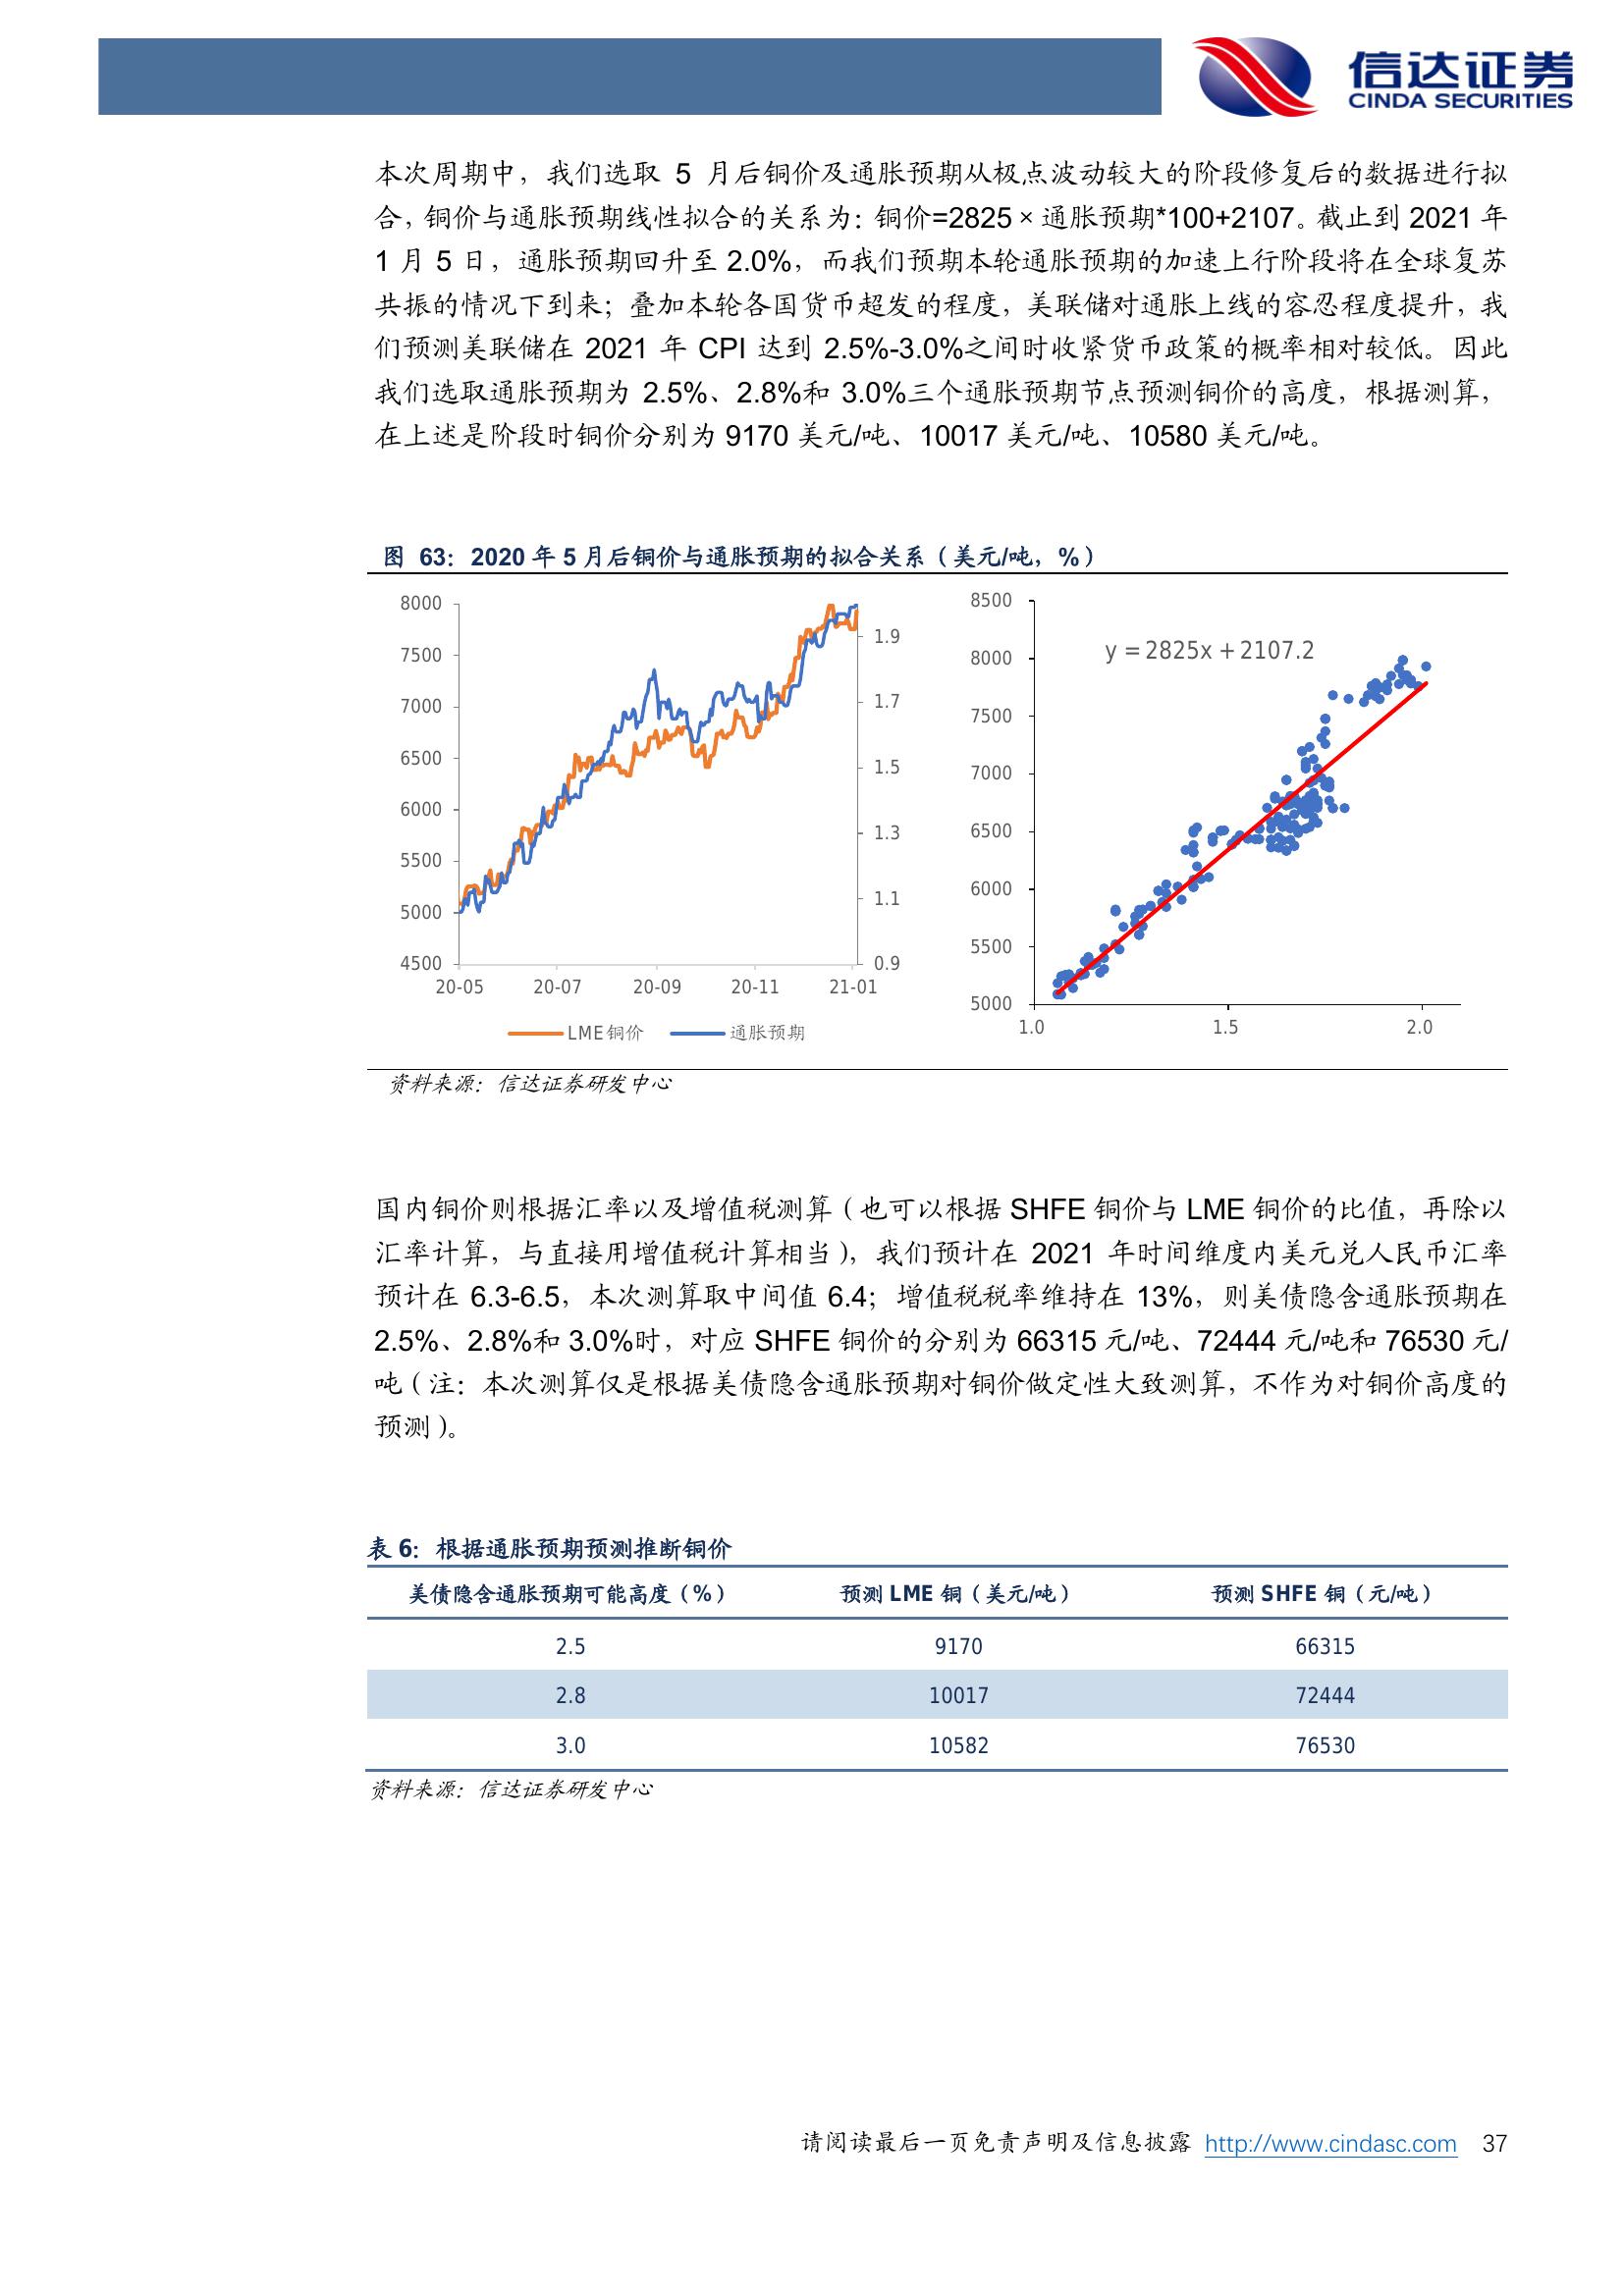 信达证券
CINDA SECURITIES
本次周期中，我们选取 5 月后铜价及通胀预期从极点波动较大的阶段修复后的数据进行拟
合，铜价与通胀预期线性拟合的关系为：铜价=2825×通胀预期*100+2107。截止到 2021 年
1 月 5 日，通胀预期回升至 2.0%，而我们预期本轮通胀预期的加速上行阶段将在全球复苏
共振的情况下到来；叠加本轮各国货币超发的程度，美联储对通胀上线的容忍程度提升，我
们预测美联储在 2021 年 CPI 达到 2.5%-3.0%之间时收紧货币政策的概率相对较低。因此
我们选取通胀预期为 2.5%、2.8%和 3.0%三个通胀预期节点预测铜价的高度，根据测算，
在上述是阶段时铜价分别为 9170 美元/吨、10017 美元/吨、10580 美元/吨。
图 63：2020 年 5 月后铜价与通胀预期的拟合关系（美元/吨，%）
8000
7500
7000
6500
6000
5500
5000
4500
1.9
1.7
1.5
1.3
1.1
0.9
20-05 20-07 20-09 20-11 21-01
LME铜价 通胀预期
8500
8000
7500
7000
6500
6000
5500
5000
y = 2825x + 2107.2
1.0 1.5 2.0
资料来源：信达证券研发中心
国内铜价则根据汇率以及增值税测算（也可以根据 SHFE 铜价与 LME 铜价的比值，再除以
汇率计算，与直接用增值税计算相当），我们预计在 2021 年时间维度内美元兑人民币汇率
预计在 6.3-6.5，本次测算取中间值 6.4；增值税税率维持在 13%，则美债隐含通胀预期在
2.5%、2.8%和 3.0%时，对应 SHFE 铜价的分别为 66315 元/吨、72444 元/吨和 76530 元/
吨（注：本次测算仅是根据美债隐含通胀预期对铜价做定性大致测算，不作为对铜价高度的
预测）。
表 6：根据通胀预期预测推断铜价
美债隐含通胀预期可能高度（%） 预测 LME 铜（美元/吨） 预测 SHFE 铜（元/吨）
2.5 9170 66315
2.8 10017 72444
3.0 10582 76530
资料来源：信达证券研发中心
请阅读最后一页免责声明及信息披露 http://www.cindasc.com 37